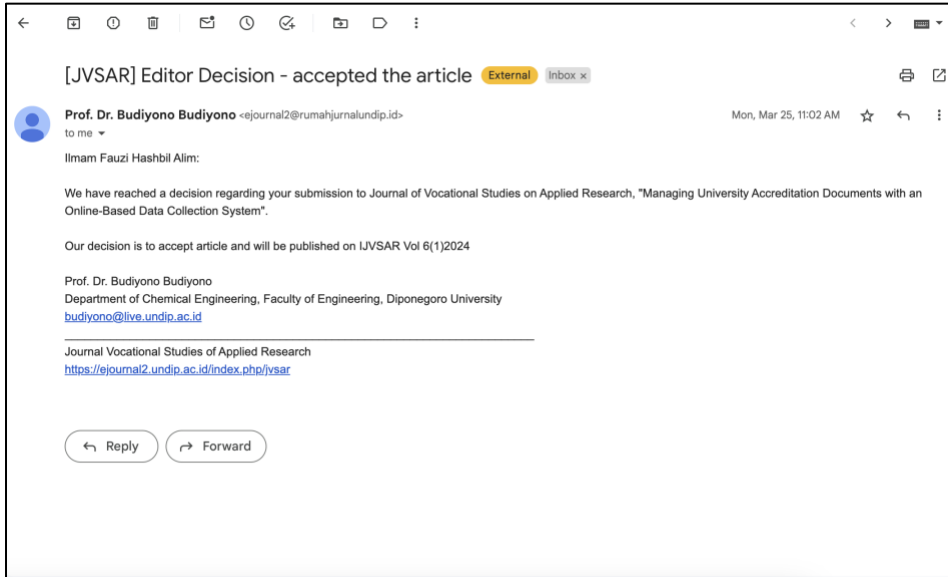 [JVSAR] Editor Decision - accepted the article External Inbox x
Prof. Dr. Budiyono Budiyono <ejournal2@rumahjurnalundip.id> Mon, Mar 25, 11:02 AM
to me
Ilmam Fauzi Hashbil Alim:
We have reached a decision regarding your submission to Journal of Vocational Studies on Applied Research, "Managing University Accreditation Documents with an
Online-Based Data Collection System".
Our decision is to accept article and will be published on IJVSAR Vol 6(1)2024
Prof. Dr. Budiyono Budiyono
Department of Chemical Engineering, Faculty of Engineering, Diponegoro University
budiyono@live.undip.ac.id
Journal Vocational Studies of Applied Research
https://ejournal2.undip.ac.id/index.php/jvsar
Reply Forward